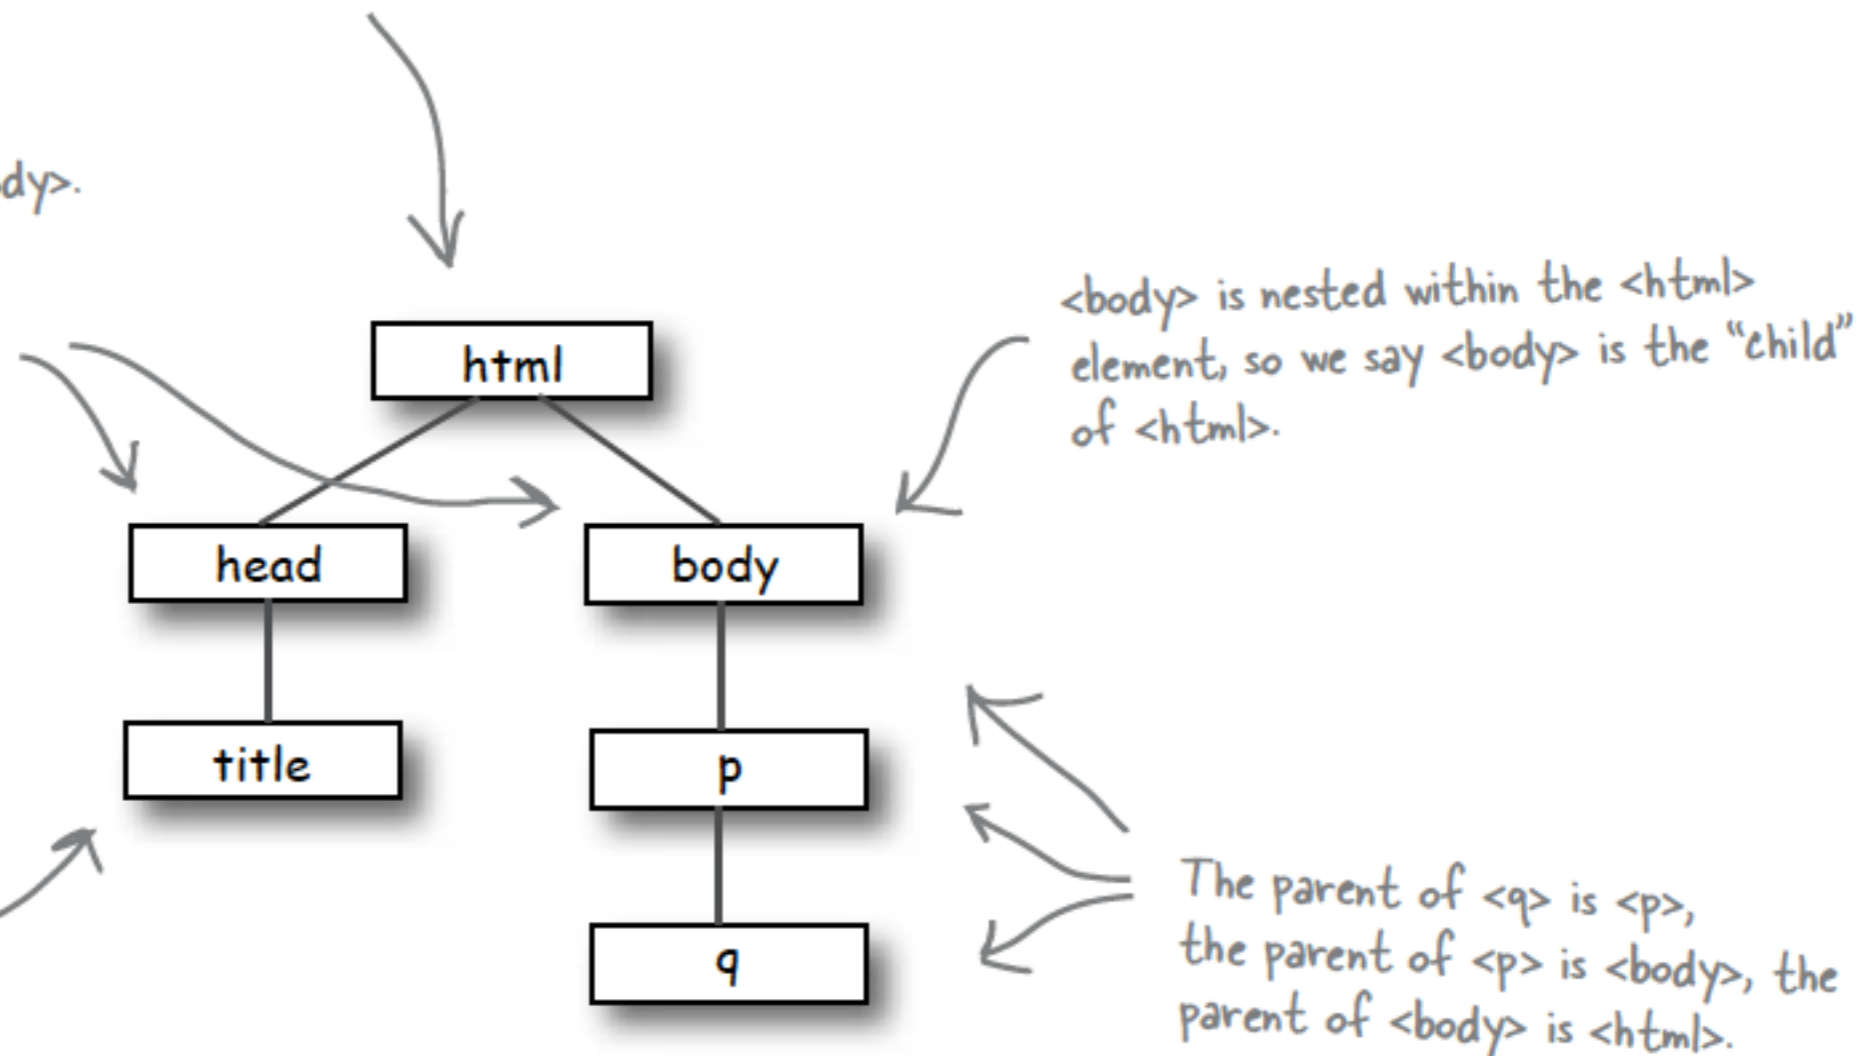 dy>.
<body> is nested within the <html>
element, so we say <body> is the “child”
of <html>.
html
head
body
title
p
q
The parent of <q> is <p>,
the parent of <p> is <body>, the
parent of <body> is <html>.